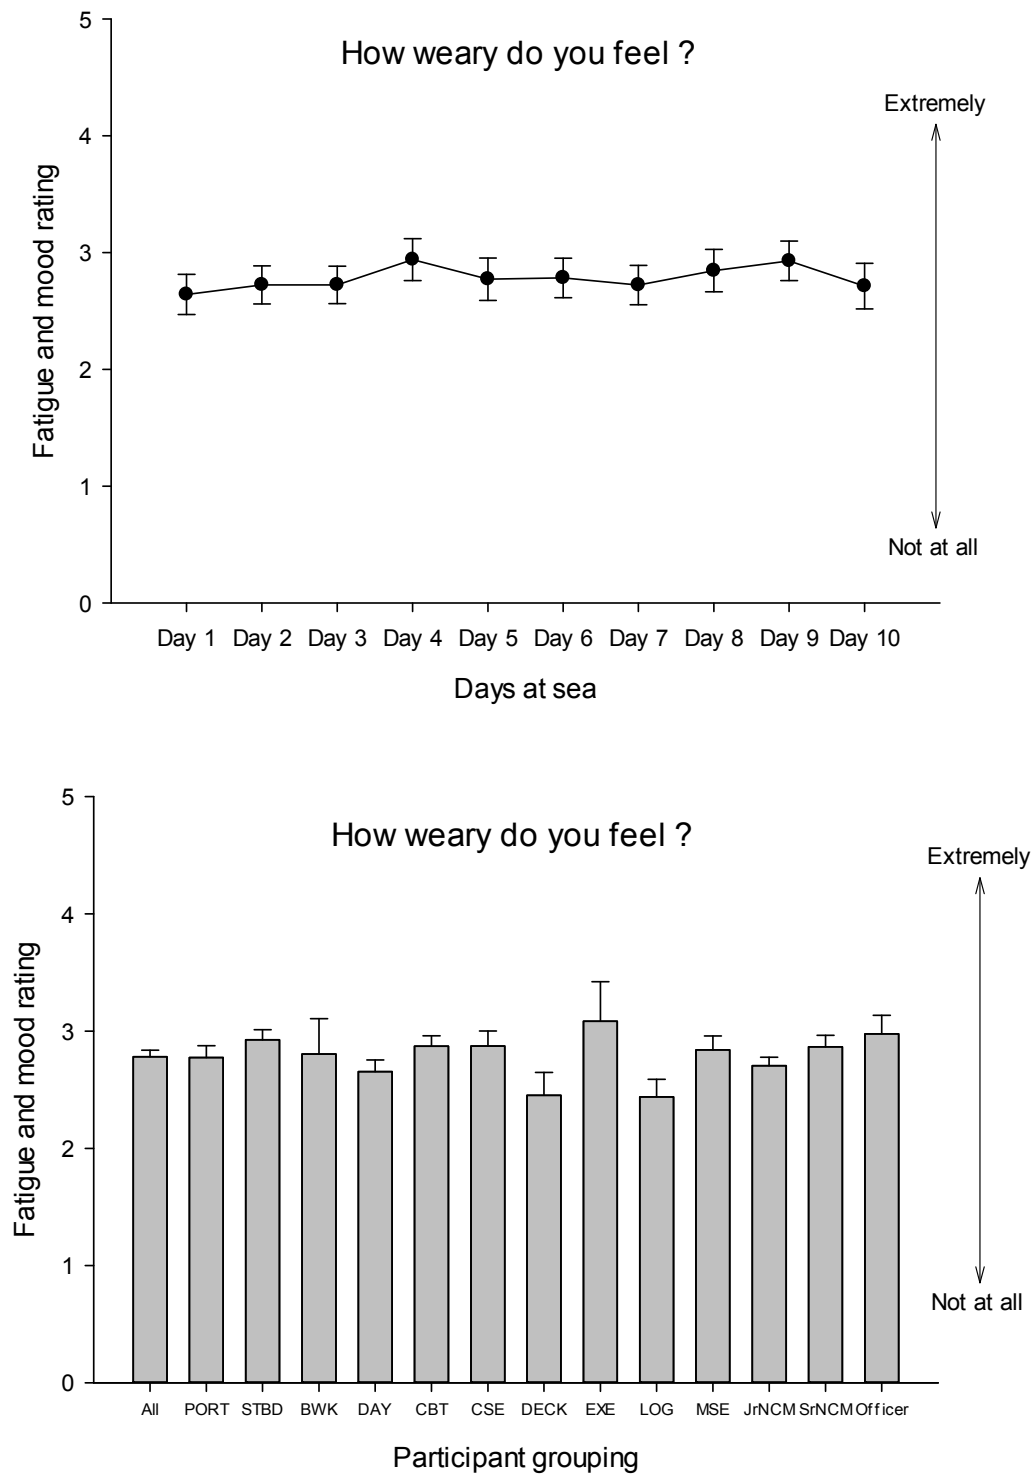 How weary do you feel ?
Extremely
5
4
3
2
1
0
Fatigue and mood rating
Not at all
Day 1 Day 2 Day 3 Day 4 Day 5 Day 6 Day 7 Day 8 Day 9 Day 10
Days at sea
How weary do you feel ?
Extremely
5
4
3
2
1
0
Fatigue and mood rating
Not at all
All PORT STBD BWK DAY CBT CSE DECK EXE LOG MSE JrNCM SrNCM Officer
Participant grouping